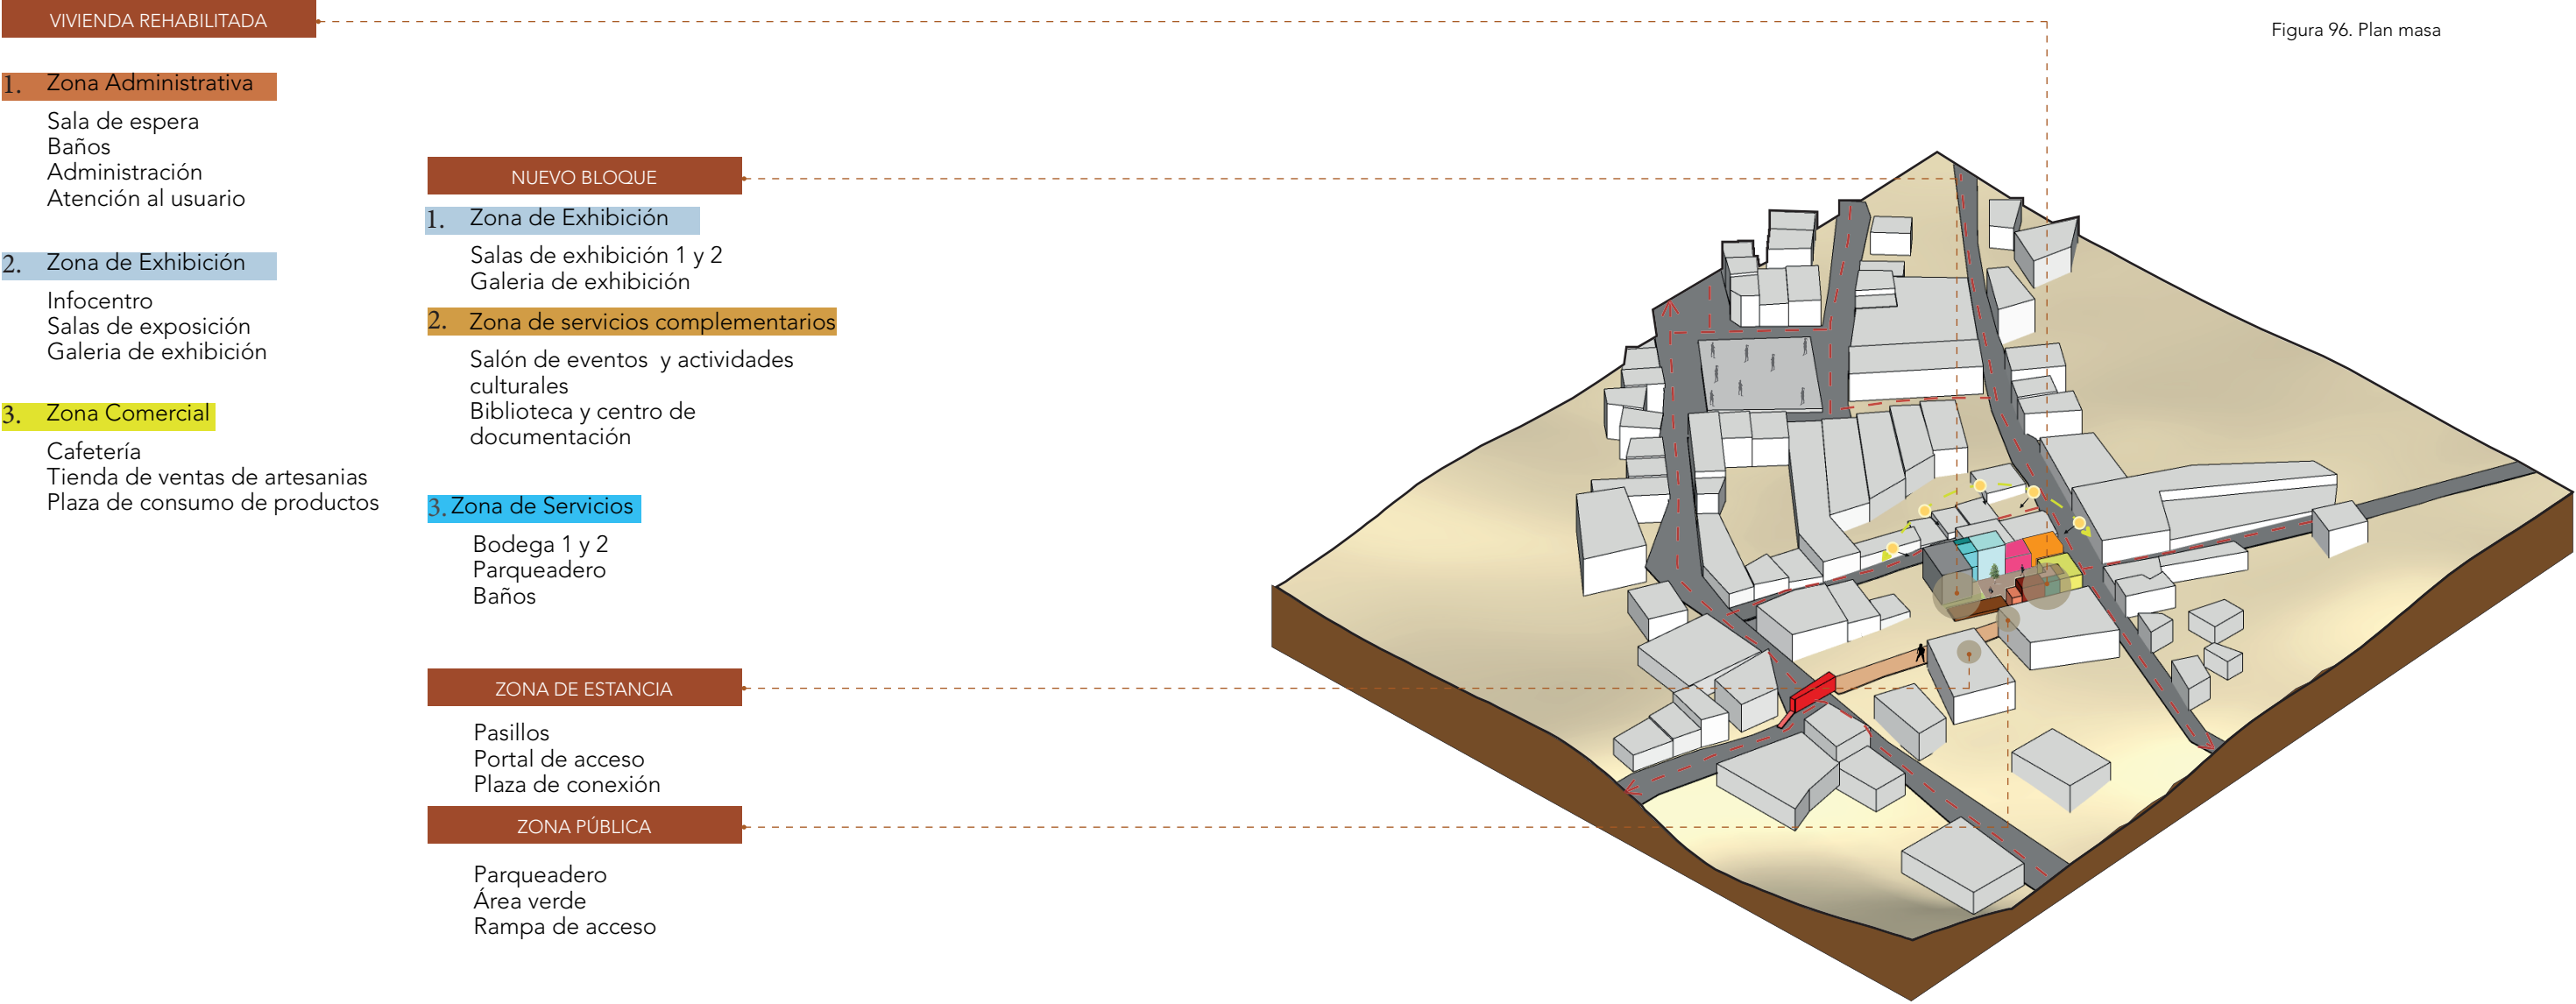 VIVIENDA REHABILITADA
Figura 96. Plan masa
1. Zona Administrativa
Sala de espera
Baños
Administración
Atención al usuario
2. Zona de Exhibición
Infocentro
Salas de exposición
Galeria de exhibición
3. Zona Comercial
Cafetería
Tienda de ventas de artesanias
Plaza de consumo de productos
NUEVO BLOQUE
1. Zona de Exhibición
Salas de exhibición 1 y 2
Galeria de exhibición
2. Zona de servicios complementarios
Salón de eventos  y actividades
culturales
Biblioteca y centro de
documentación
3. Zona de Servicios
Bodega 1 y 2
Parqueadero
Baños
ZONA DE ESTANCIA
Pasillos
Portal de acceso
Plaza de conexión
ZONA PÚBLICA
Parqueadero
Área verde
Rampa de acceso